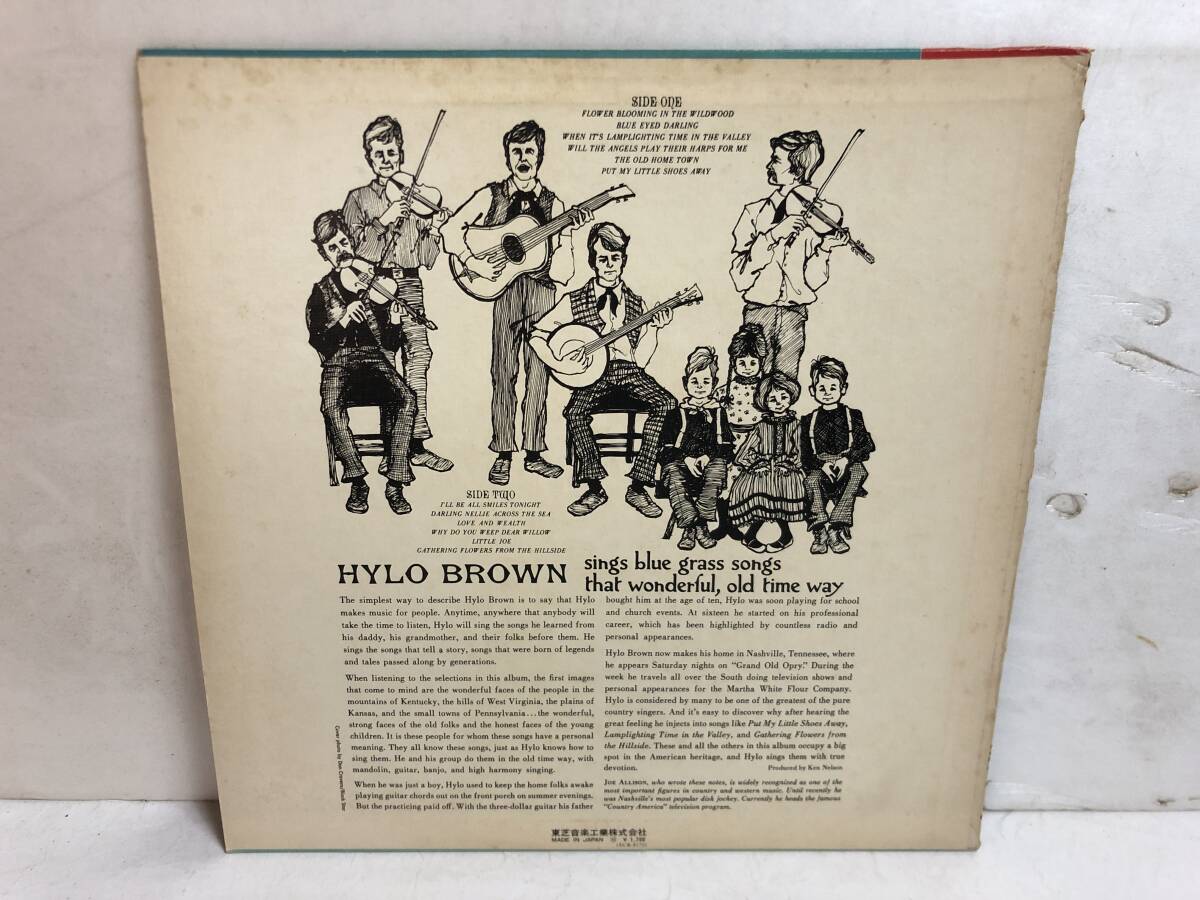 SIDE ONE
FLOWER BLOOMING IN THE WILDWOOD
BLUE EYED DARLING
WHEN IT'S LAMPLIGHTING TIME IN THE VALLEY
WILL THE ANGELS PLAY THEIR HARPS FOR ME
THE OLD HOME TOWN
PUT MY LITTLE SHOES AWAY
SIDE TWO
I'LL BE ALL SMILES TONIGHT
DARLING NELLIE ACROSS THE SEA
LOVE AND WEALTH
WHY DO YOU WEEP DEAR WILLOW
LITTLE JOE
GATHERING FLOWERS FROM THE HILLSIDE
HYLO BROWN
sings blue grass songs
that wonderful, old time way
The simplest way to describe Hylo Brown is to say that Hylo
makes music for people. Anytime, anywhere that anybody will
take the time to listen, Hylo will sing the songs he learned from
his daddy, his grandmother, and their folks before them. He
sings the songs that tell a story, songs that were born of legends
and tales passed along by generations.
When listening to the selections in this album, the first images
that come to mind are the wonderful faces of the people in the
mountains of Kentucky, the hills of West Virginia, the plains of
Kansas, and the small towns of Pennsylvania...the wonderful,
strong faces of the old folks and the honest faces of the young
children. It is these people for whom these songs have a personal
meaning. They all know these songs, just as Hylo knows how to
sing them. He and his group do them in the old time way, with
mandolin, guitar, banjo, and high harmony singing.
When he was just a boy, Hylo used to keep the home folks awake
playing guitar chords out on the front porch on summer evenings.
But the practicing paid off. With the three-dollar guitar his father
bought him at the age of ten, Hylo was soon playing for school
and church events. At sixteen he started on his professional
career, which has been highlighted by countless radio and
personal appearances.
Hylo Brown now makes his home in Nashville, Tennessee, where
he appears Saturday nights on "Grand Old Opry." During the
week he travels all over the South doing television shows and
personal appearances for the Martha White Flour Company.
Hylo is considered by many to be one of the greatest of the pure
country singers. And it's easy to discover why after hearing the
great feeling he injects into songs like Put My Little Shoes Away,
Lamplighting Time in the Valley, and Gathering Flowers from
the Hillside. These and all the others in this album occupy a big
spot in the American heritage, and Hylo sings them with true
devotion.
Produced by Ken Nelson
JOE ALLISON, who wrote these notes, is widely recognized as one of the
most important figures in country and western music. Until recently he
was Nashville's most popular disk jockey. Currently he heads the famous
"Country America" television program.
Cover photo by
東芝音楽工業株式会社
MADE IN JAPAN